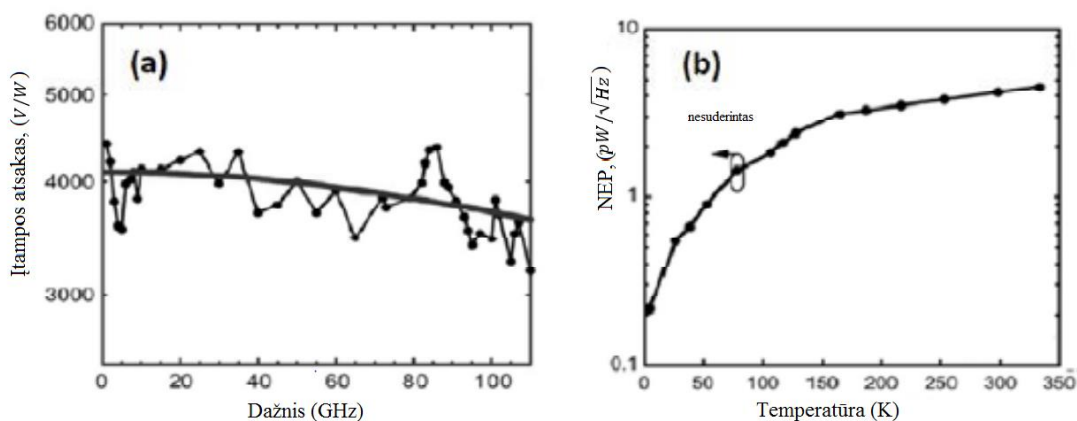 6000
5000
4000
3000
(a)
Įtampos atsakas, (V/W)
0 20 40 60 80 100
Dažnis (GHz)
10
1
0.1
(b)
nesuderintas
NEP, (pW/√Hz)
0 50 100 150 200 250 300 350
Temperatūra (K)